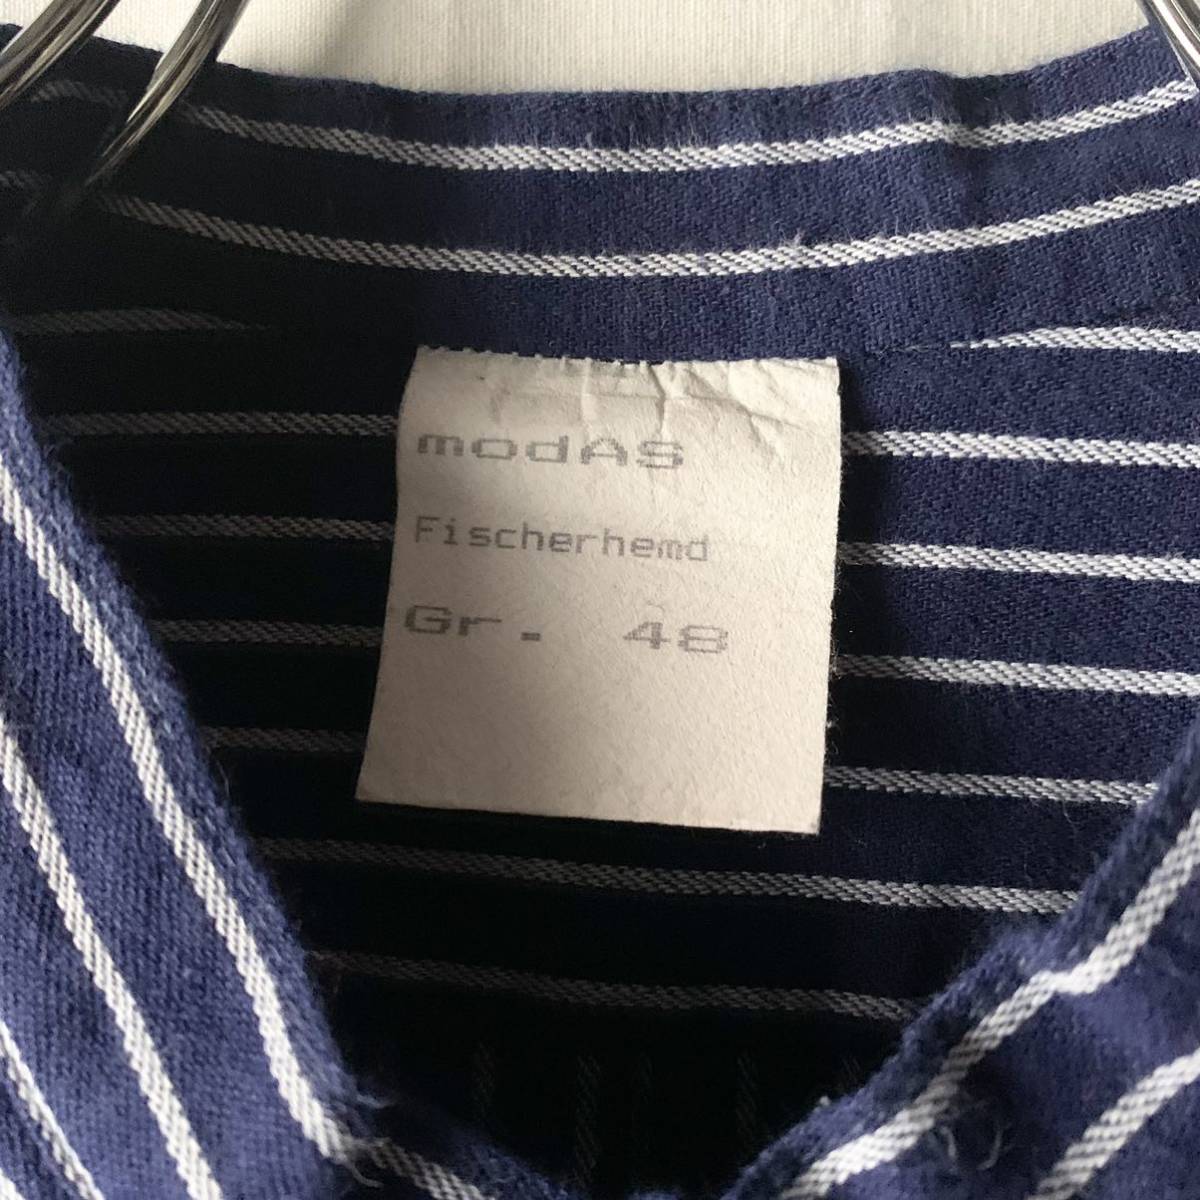 modAS
Fischerhemd
Gr. 48